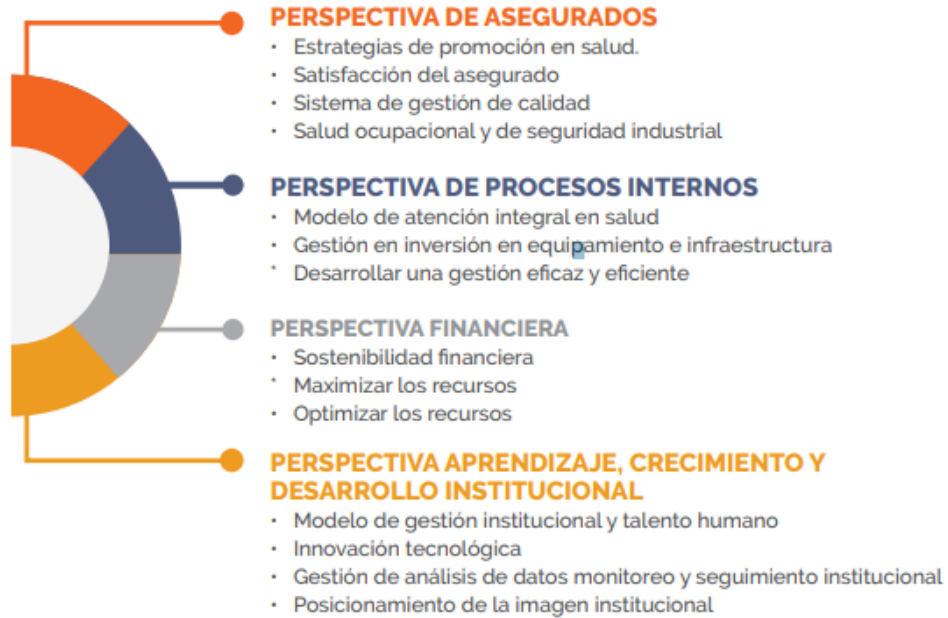 PERSPECTIVA DE ASEGURADOS
• Estrategias de promoción en salud.
• Satisfacción del asegurado
• Sistema de gestión de calidad
• Salud ocupacional y de seguridad industrial
PERSPECTIVA DE PROCESOS INTERNOS
• Modelo de atención integral en salud
• Gestión en inversión en equipamiento e infraestructura
* Desarrollar una gestión eficaz y eficiente
PERSPECTIVA FINANCIERA
• Sostenibilidad financiera
* Maximizar los recursos
• Optimizar los recursos
PERSPECTIVA APRENDIZAJE, CRECIMIENTO Y
DESARROLLO INSTITUCIONAL
• Modelo de gestión institucional y talento humano
• Innovación tecnológica
• Gestión de análisis de datos monitoreo y seguimiento institucional
• Posicionamiento de la imagen institucional